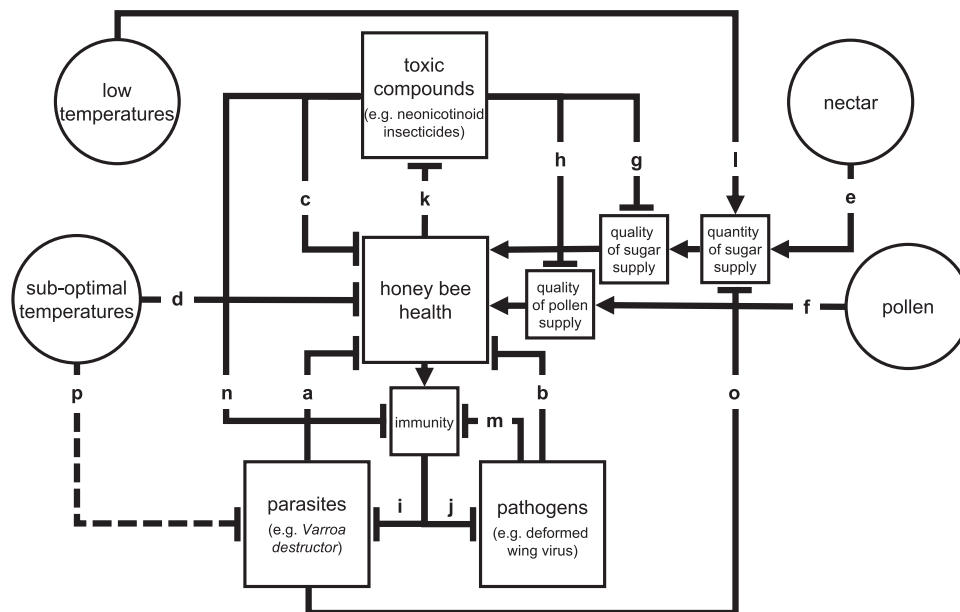 low
temperatures
toxic
compounds
(e.g. neonicotinoid
insecticides)
nectar
c
k
h
g
l
e
quality
of sugar
supply
quantity
of sugar
supply
sub-optimal
temperatures
d
honey bee
health
quality
of pollen
supply
f
pollen
p
n
a
b
o
immunity
m
parasites
(e.g. Varroa
destructor)
i
j
pathogens
(e.g. deformed
wing virus)